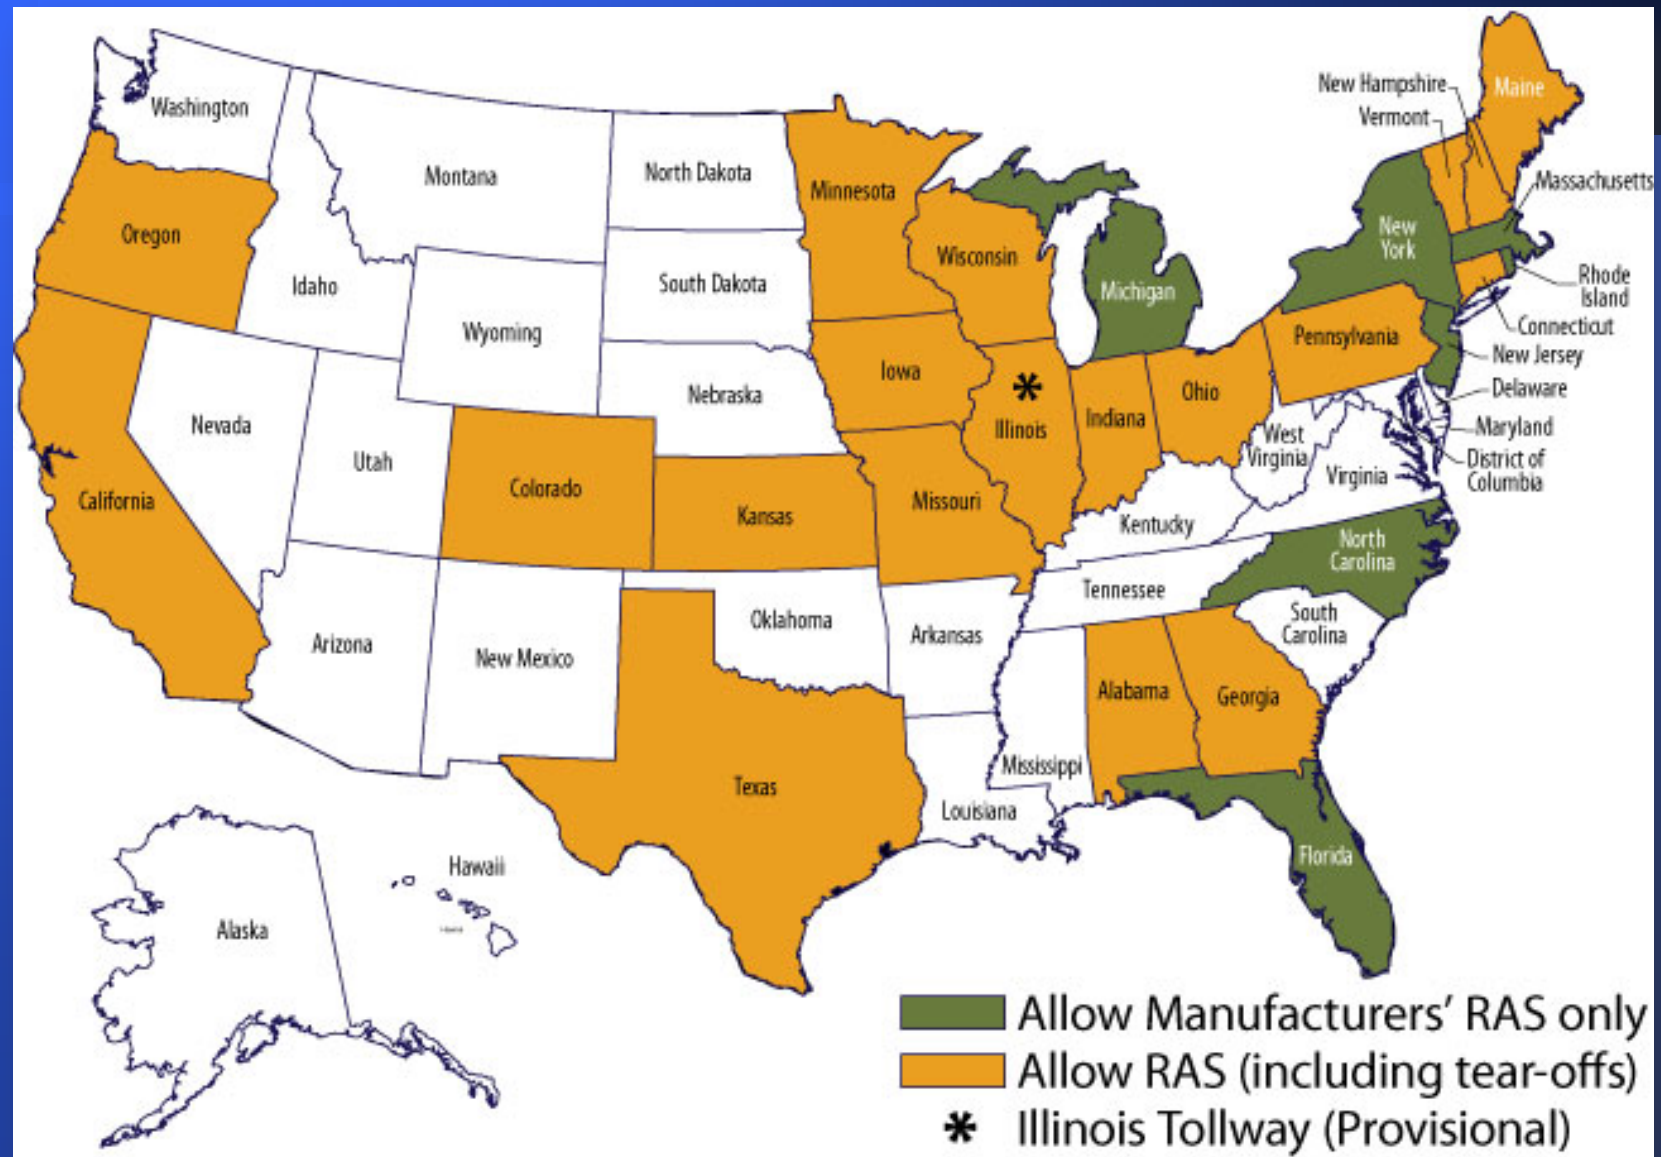 New Hampshire
Maine
Vermont
Washington
Montana
North Dakota
Minnesota
Massachusetts
Oregon
Idaho
South Dakota
Wisconsin
Michigan
New
York
Rhode
Island
Wyoming
Connecticut
Pennsylvania
New Jersey
Nebraska
Iowa
*
Illinois
Indiana
Ohio
Delaware
Nevada
Utah
Maryland
West
Virginia
Virginia
District of
Columbia
California
Colorado
Kansas
Missouri
Kentucky
North
Carolina
Arizona
New Mexico
Oklahoma
Arkansas
Tennessee
South
Carolina
Alabama
Georgia
Texas
Mississippi
Louisiana
Florida
Hawaii
Alaska
Allow Manufacturers' RAS only
Allow RAS (including tear-offs)
* Illinois Tollway (Provisional)